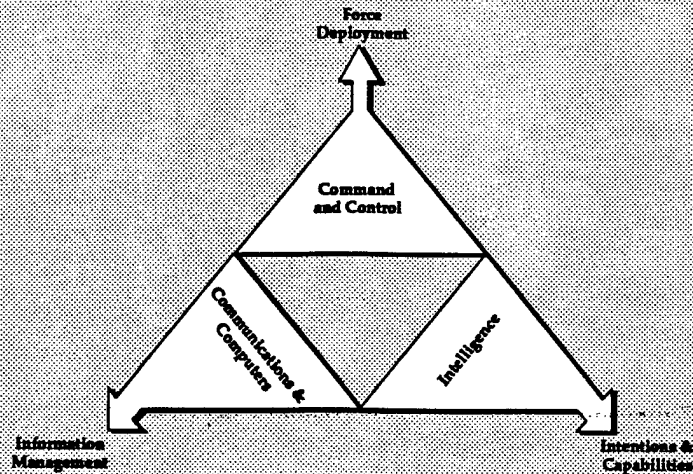 Force
Deployment
Command
and Control
Communications &
Computers
Intelligence
Information
Management
Intentions &
Capabilities